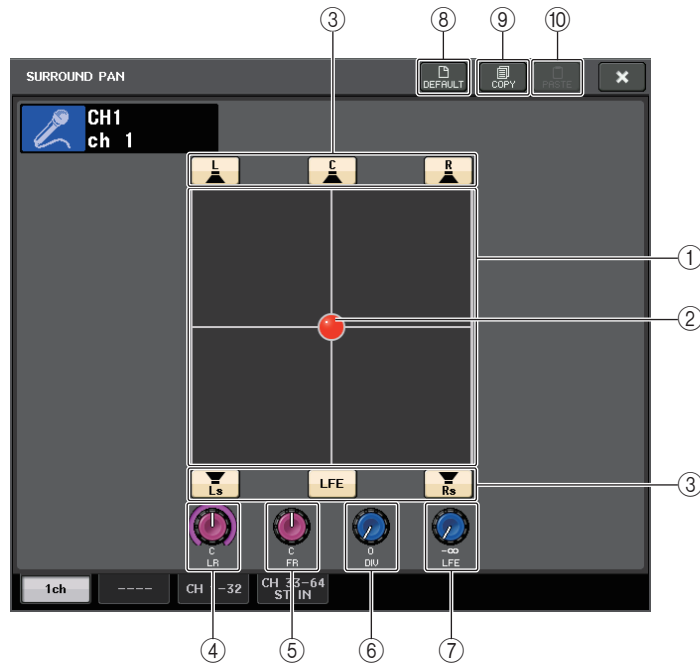 ③ ⑧ ⑨ ⑩
SURROUND PAN DEFAULT COPY PASTE
CH1
ch 1
L C R
①
②
Ls LFE Rs ③
C C 0 -∞
LR FR DIV LFE
1ch ---- CH -32 CH 33-64
ST IN
④ ⑤ ⑥ ⑦